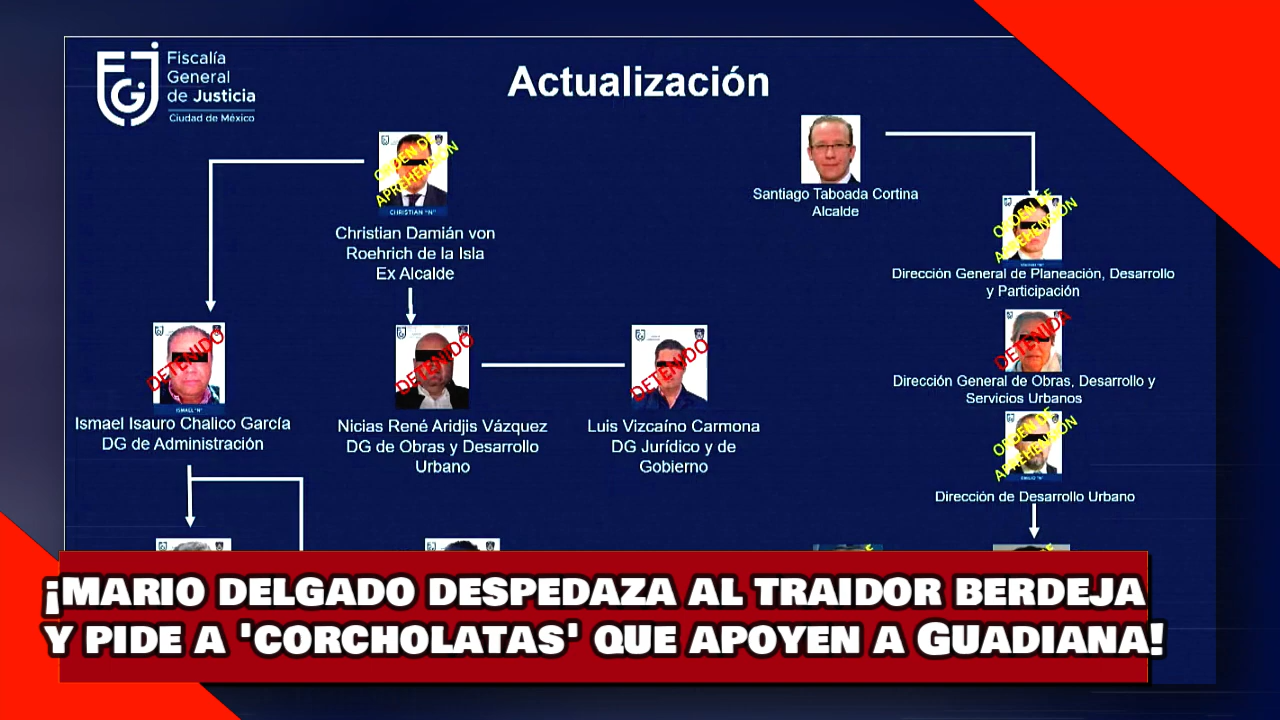 Fiscalía
General
de Justicia
Ciudad de México
Actualización
ORDEN DE
APREHENSIÓN
CHRISTIAN "N"
Christian Damián von
Roehrich de la Isla
Ex Alcalde
Santiago Taboada Cortina
Alcalde
ORDEN DE
APREHENSIÓN
Dirección General de Planeación, Desarrollo
y Participación
DETENIDO
ISMAEL "N"
Ismael Isauro Chalico García
DG de Administración
DETENIDO
Nicias René Aridjis Vázquez
DG de Obras y Desarrollo
Urbano
DETENIDO
Luis Vizcaíno Carmona
DG Jurídico y de
Gobierno
DETENIDA
Dirección General de Obras, Desarrollo y
Servicios Urbanos
ORDEN DE
APREHENSIÓN
EMILIO "N"
Dirección de Desarrollo Urbano
¡MARIO DELGADO DESPEDAZA AL TRAIDOR BERDEJA
Y PIDE A 'CORCHOLATAS' QUE APOYEN A GUADIANA!